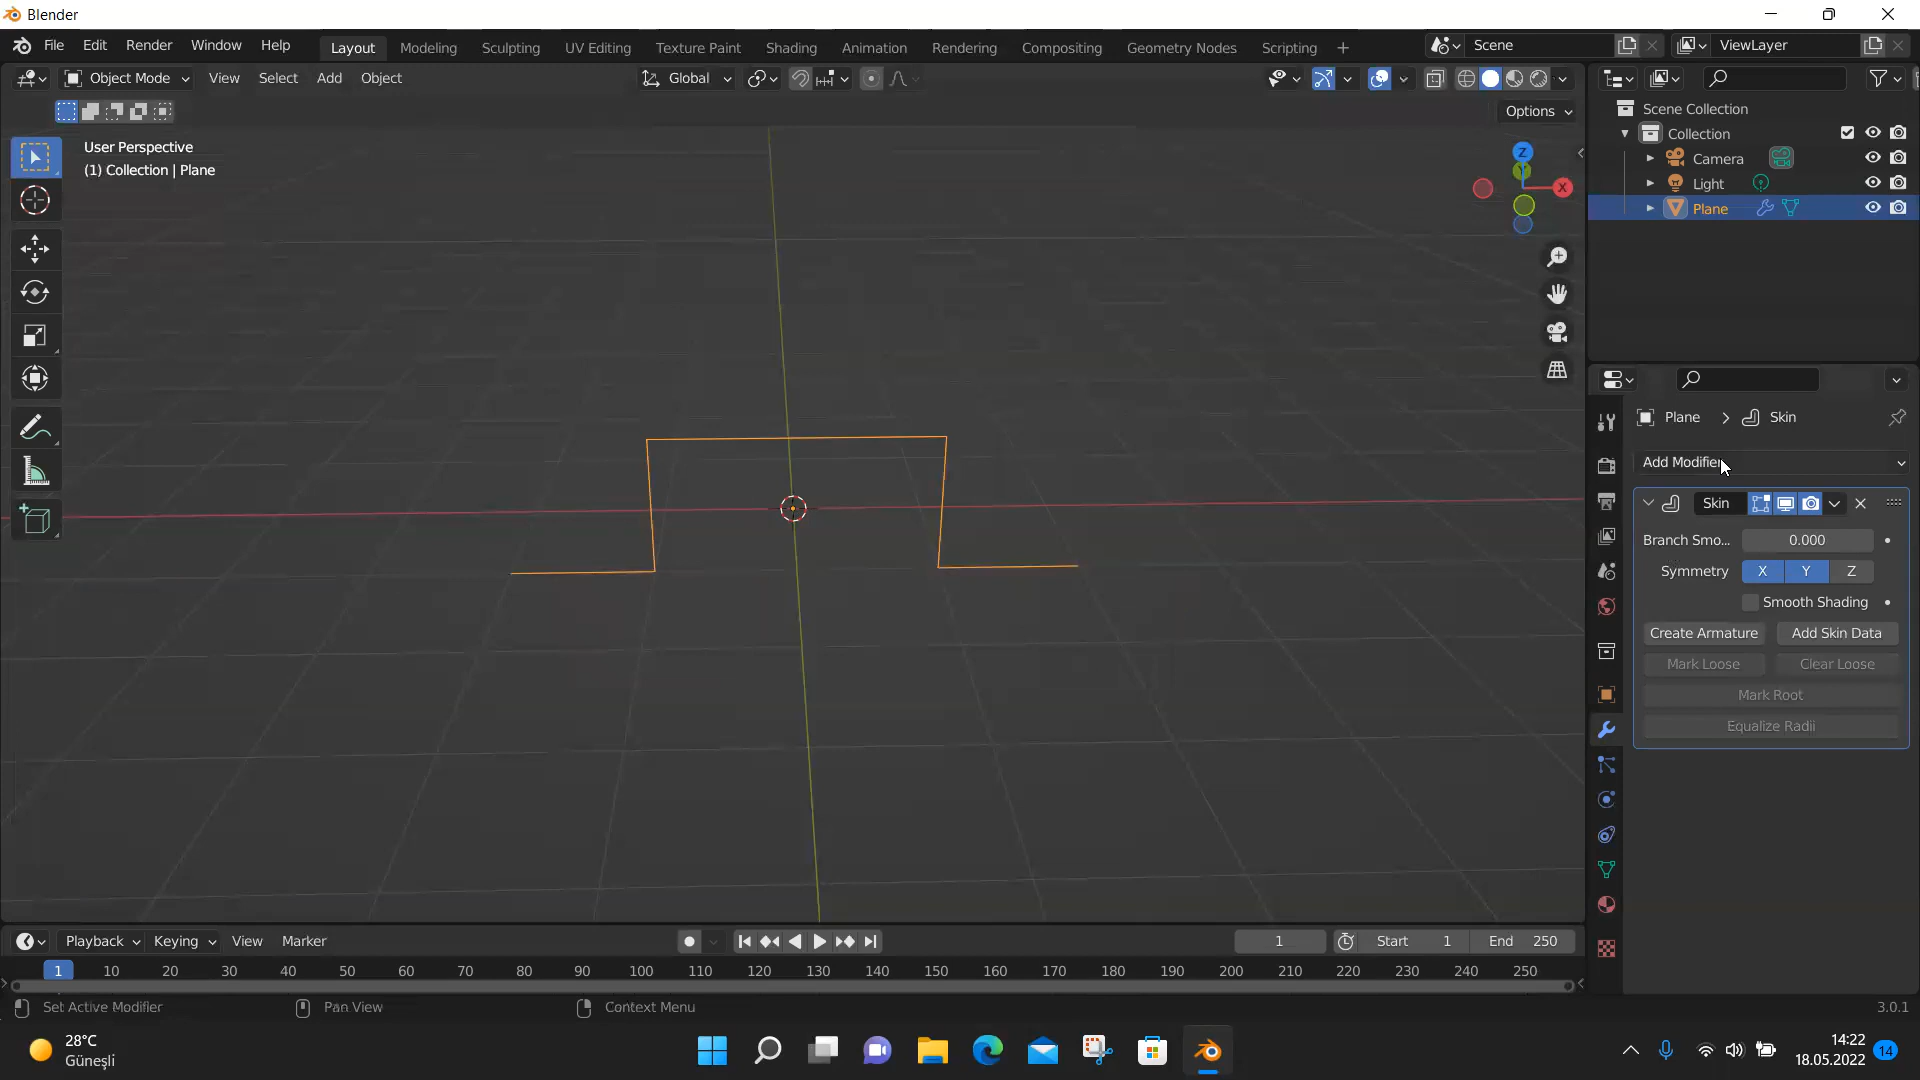 Blender
File Edit Render Window Help
Layout Modeling Sculpting UV Editing Texture Paint Shading Animation Rendering Compositing Geometry Nodes Scripting +
Scene
ViewLayer
Object Mode View Select Add Object
Global
Options
User Perspective
(1) Collection | Plane
Z
Y
X
Scene Collection
Collection
Camera
Light
Plane
Plane > Skin
Add Modifier
Skin
Branch Smo... 0.000
Symmetry X Y Z
Smooth Shading
Create Armature Add Skin Data
Mark Loose Clear Loose
Mark Root
Equalize Radii
Playback Keying View Marker
1
Start 1 End 250
1 10 20 30 40 50 60 70 80 90 100 110 120 130 140 150 160 170 180 190 200 210 220 230 240 250
Set Active Modifier Pan View Context Menu 3.0.1
28°C
Güneşli
14:22
18.05.2022
14